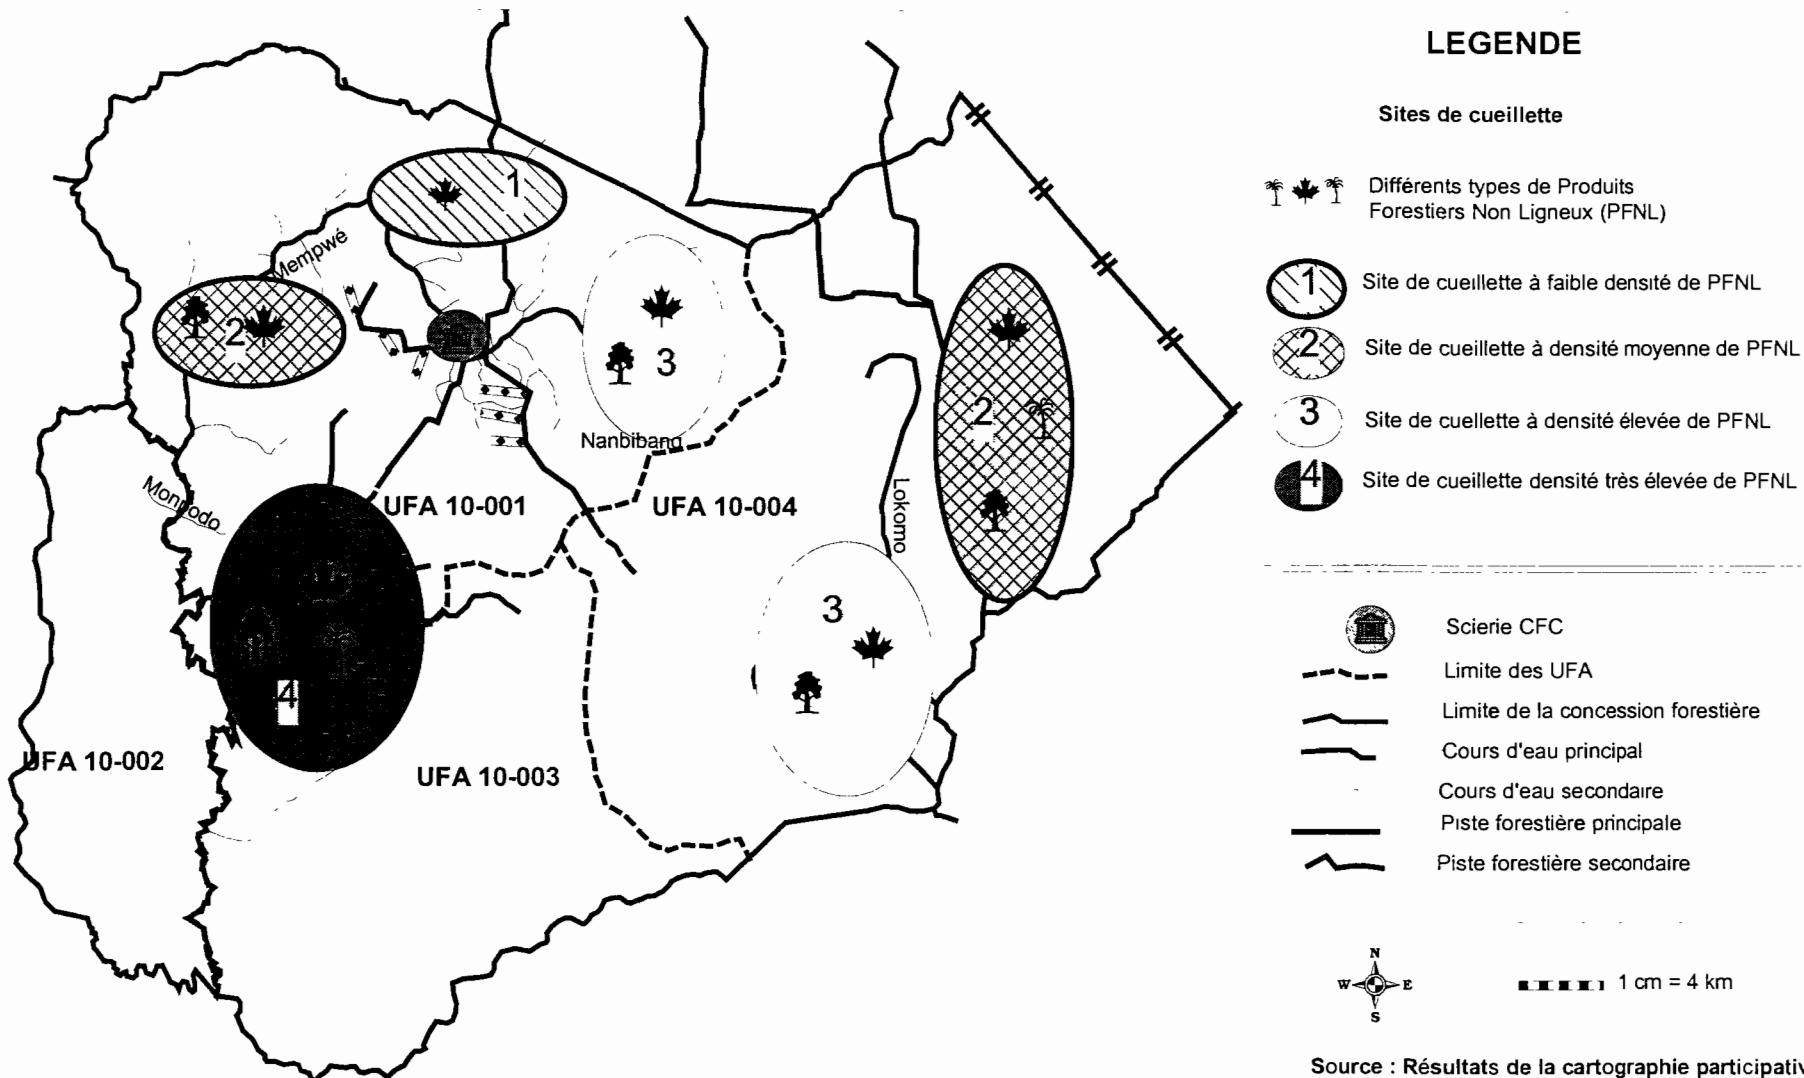 1
Mempwé
2
3
Nanbibang
Monpodo
UFA 10-001
UFA 10-004
Lokomo
2
3
4
UFA 10-002
UFA 10-003
LEGENDE
Sites de cueillette
Différents types de Produits
Forestiers Non Ligneux (PFNL)
1 Site de cueillette à faible densité de PFNL
2 Site de cueillette à densité moyenne de PFNL
3 Site de cuellette à densité élevée de PFNL
4 Site de cueillette densité très élevée de PFNL
Scierie CFC
Limite des UFA
Limite de la concession forestière
Cours d'eau principal
Cours d'eau secondaire
Piste forestière principale
Piste forestière secondaire
N
W E
S
1 cm = 4 km
Source : Résultats de la cartographie participativ